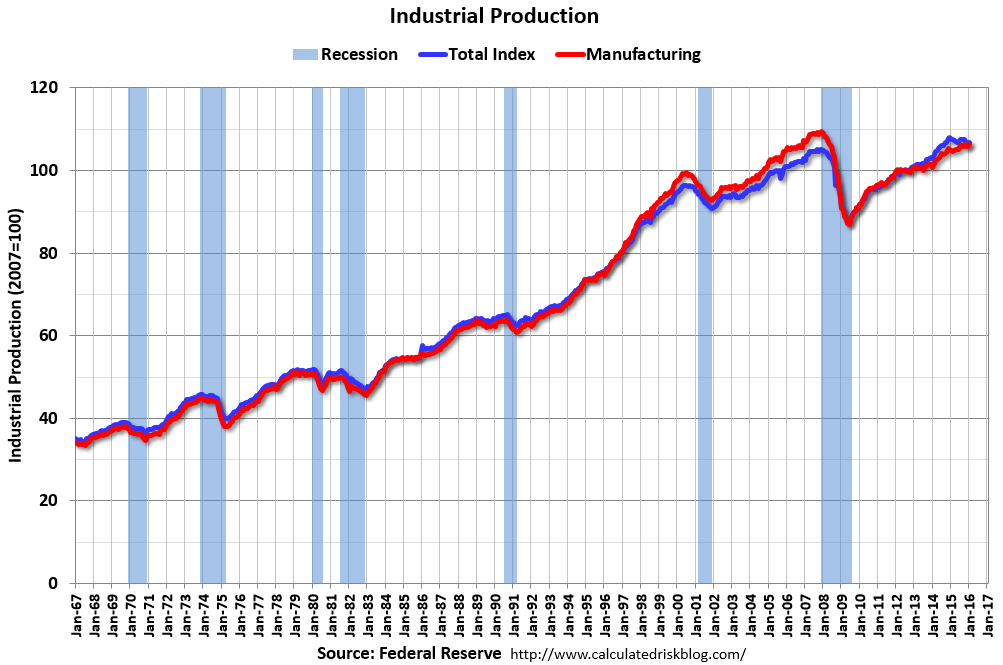 Industrial Production
Recession Total Index Manufacturing
Industrial Production (2007=100)
120
100
80
60
40
20
0
Jan-67 Jan-68 Jan-69 Jan-70 Jan-71 Jan-72 Jan-73 Jan-74 Jan-75 Jan-76 Jan-77 Jan-78 Jan-79 Jan-80 Jan-81 Jan-82 Jan-83 Jan-84 Jan-85 Jan-86 Jan-87 Jan-88 Jan-89 Jan-90 Jan-91 Jan-92 Jan-93 Jan-94 Jan-95 Jan-96 Jan-97 Jan-98 Jan-99 Jan-00 Jan-01 Jan-02 Jan-03 Jan-04 Jan-05 Jan-06 Jan-07 Jan-08 Jan-09 Jan-10 Jan-11 Jan-12 Jan-13 Jan-14 Jan-15 Jan-16 Jan-17
Source: Federal Reserve http://www.calculatedriskblog.com/